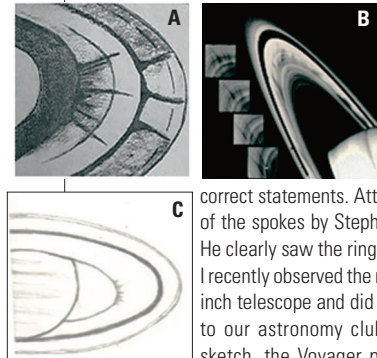 A
B
C
correct statements. Att
of the spokes by Steph
He clearly saw the ring
I recently observed the r
inch telescope and did
to our astronomy clu
sketch, the Voyager p